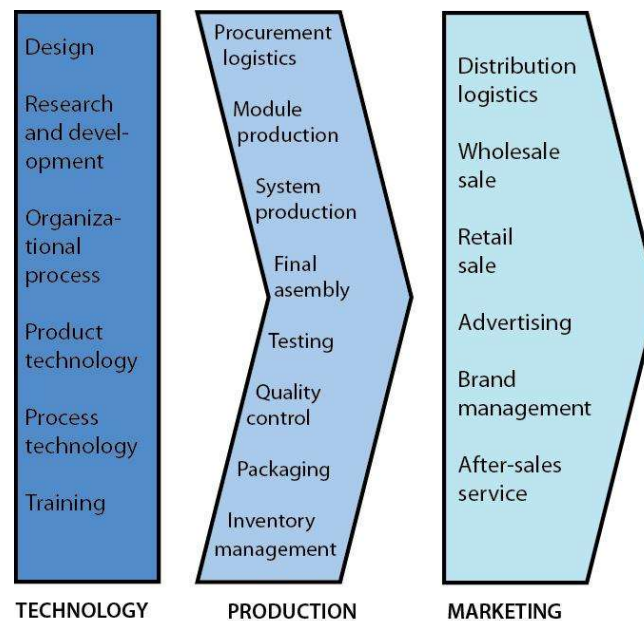 Design
Research
and devel-
opment
Organiza-
tional
process
Product
technology
Process
technology
Training
TECHNOLOGY
Procurement
logistics
Module
production
System
production
Final
asembly
Testing
Quality
control
Packaging
Inventory
management
PRODUCTION
Distribution
logistics
Wholesale
sale
Retail
sale
Advertising
Brand
management
After-sales
service
MARKETING